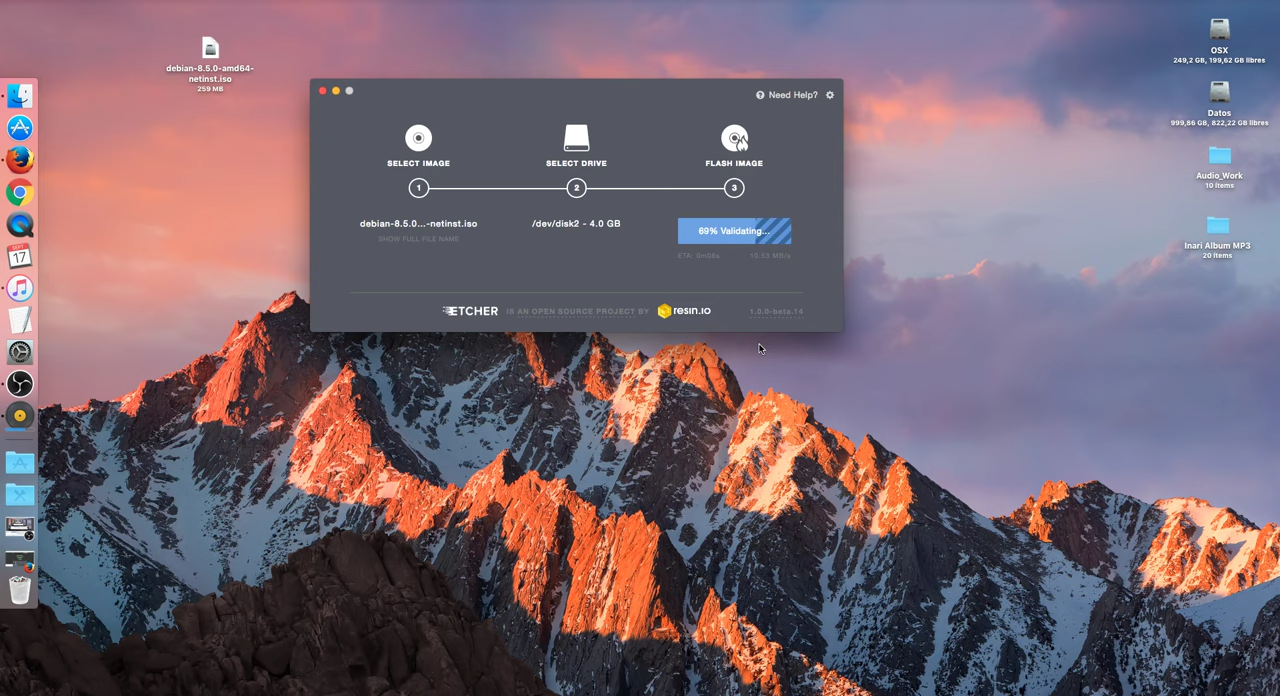 debian-8.5.0-amd64-
netinst.iso
259 MB
Need Help?
SELECT IMAGE
SELECT DRIVE
FLASH IMAGE
1
2
3
debian-8.5.0...-netinst.iso
/dev/disk2 - 4.0 GB
69% Validating...
SHOW FULL FILE NAME
ETA: 0m08s
10.53 MB/s
ETCHER
IS AN OPEN SOURCE PROJECT BY
resin.io
1.0.0-beta.14
OSX
249,2 GB, 199,62 GB libres
Datos
999,86 GB, 822,22 GB libres
Audio_Work
10 items
Inari Album MP3
20 items
SEPT
17